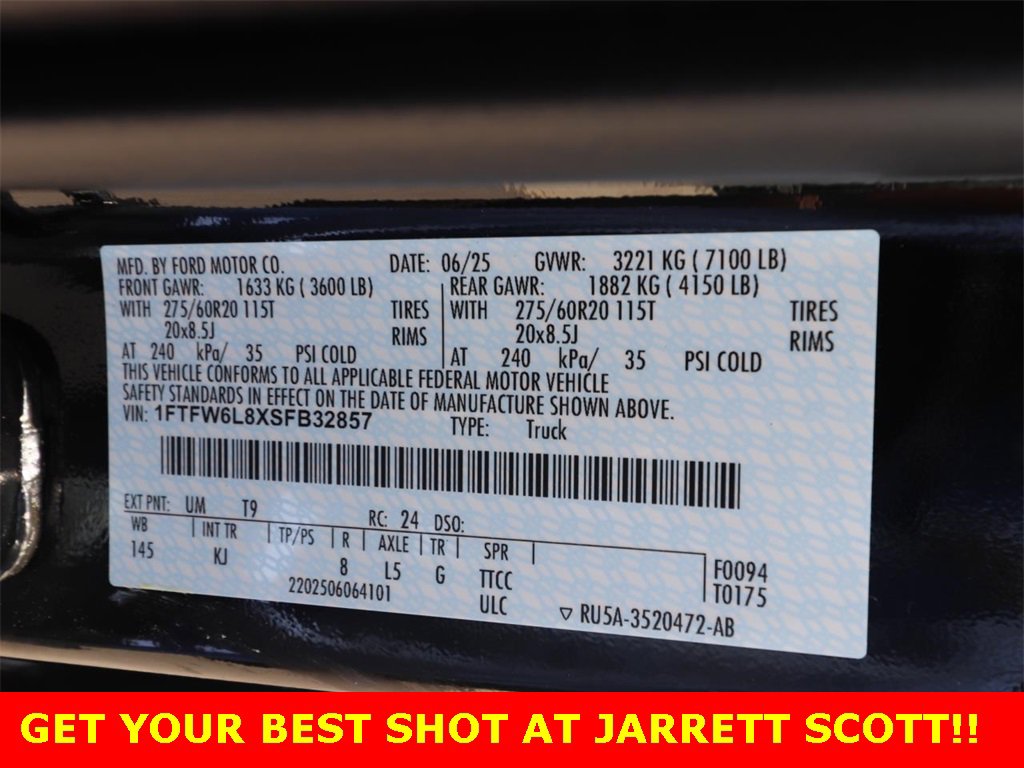 MFD. BY FORD MOTOR CO. DATE: 06/25 GVWR: 3221 KG ( 7100 LB)
FRONT GAWR: 1633 KG ( 3600 LB) REAR GAWR: 1882 KG ( 4150 LB)
WITH 275/60R20 115T TIRES WITH 275/60R20 115T TIRES
20x8.5J RIMS 20x8.5J RIMS
AT 240 kPa/ 35 PSI COLD AT 240 kPa/ 35 PSI COLD
THIS VEHICLE CONFORMS TO ALL APPLICABLE FEDERAL MOTOR VEHICLE
SAFETY STANDARDS IN EFFECT ON THE DATE OF MANUFACTURE SHOWN ABOVE.
VIN: 1FTFW6L8XSFB32857 TYPE: Truck
EXT PNT: UM T9 RC: 24 DSO:
WB INT TR TP/PS R AXLE TR SPR
145 KJ 8 L5 G TTCC F0094
2202506064101 ULC T0175
RU5A-3520472-AB
GET YOUR BEST SHOT AT JARRETT SCOTT!!